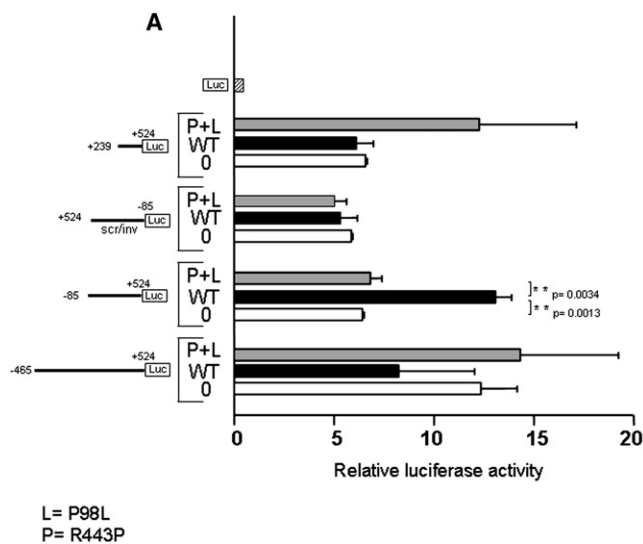 A
Luc
P+L
+524
+239 Luc WT
0
-85 P+L
+524 Luc WT
scr/inv 0
+524 P+L
-85 Luc WT ** p= 0.0034
0 ** p= 0.0013
+524 P+L
-465 Luc WT
0
0 5 10 15 20
Relative luciferase activity
L= P98L
P= R443P